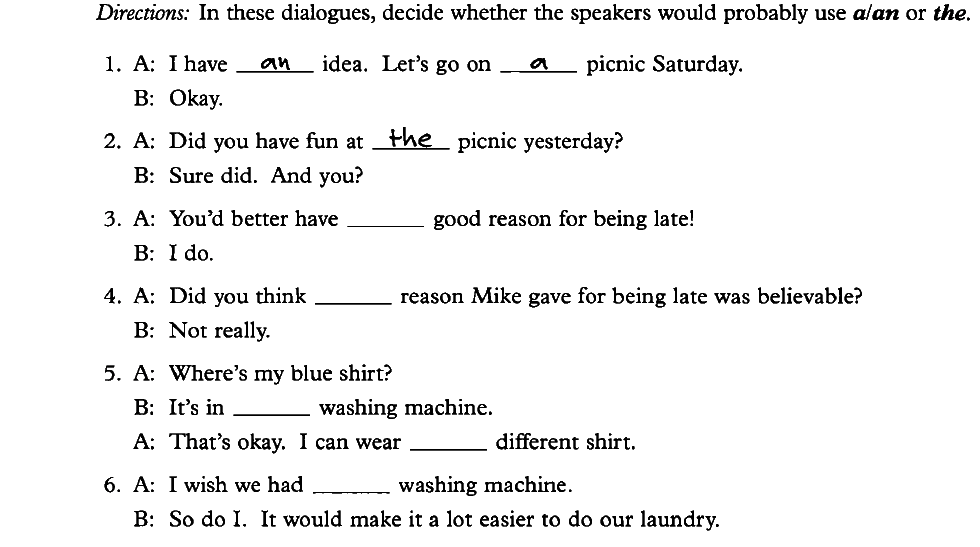 Directions: In these dialogues, decide whether the speakers would probably use a/an or the.
1. A: I have an idea. Let's go on a picnic Saturday.
B: Okay.
2. A: Did you have fun at the picnic yesterday?
B: Sure did. And you?
3. A: You'd better have ______ good reason for being late!
B: I do.
4. A: Did you think ______ reason Mike gave for being late was believable?
B: Not really.
5. A: Where's my blue shirt?
B: It's in ______ washing machine.
A: That's okay. I can wear ______ different shirt.
6. A: I wish we had ______ washing machine.
B: So do I. It would make it a lot easier to do our laundry.